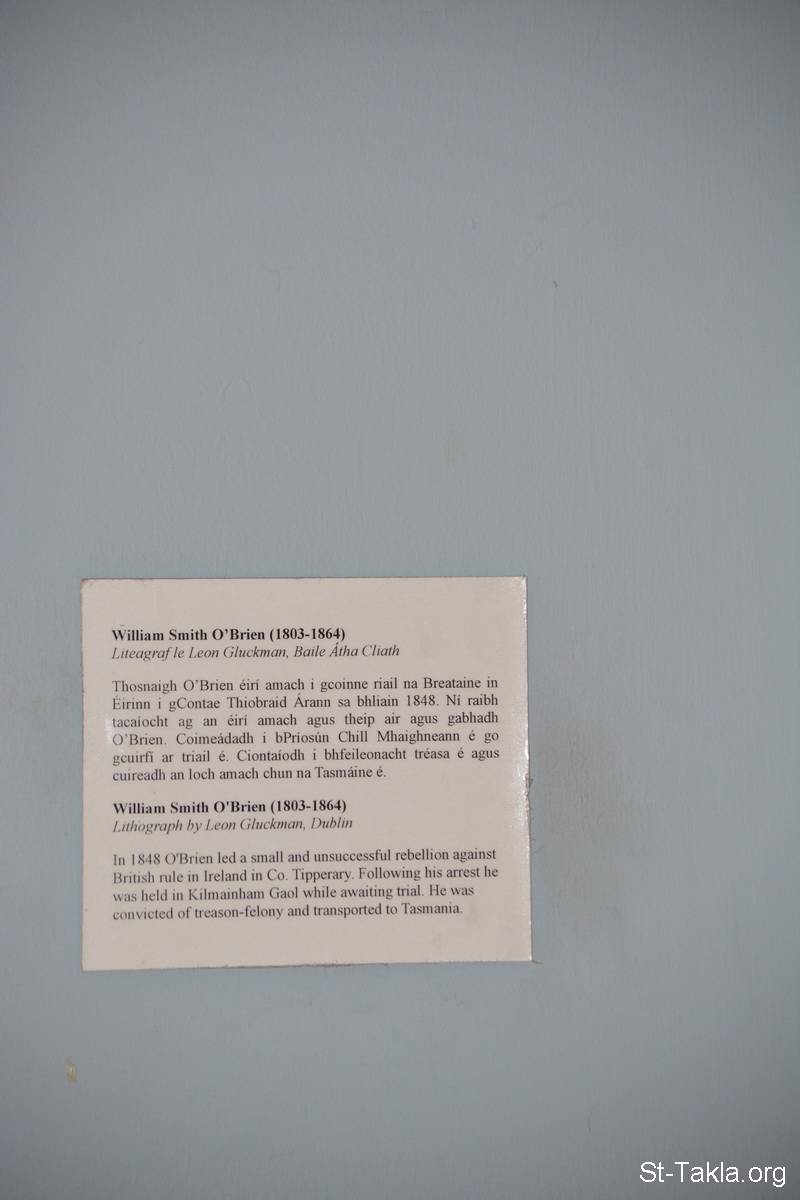 William Smith O’Brien (1803-1864)
Liteagraf le Leon Gluckman, Baile Átha Cliath
Thosnaigh O’Brien éirí amach i gcoinne riail na Breataine in
Éirinn i gContae Thiobraid Árann sa bhliain 1848. Ní raibh
tacaíocht ag an éirí amach agus theip air agus gabhadh
O’Brien. Coimeádadh i bPríosún Chill Mhaighneann é go
gcuirfí ar triail é. Ciontaíodh i bhfeileonacht tréasa é agus
cuireadh an loch amach chun na Tasmáine é.
William Smith O'Brien (1803-1864)
Lithograph by Leon Gluckman, Dublin
In 1848 O'Brien led a small and unsuccessful rebellion against
British rule in Ireland in Co. Tipperary. Following his arrest he
was held in Kilmainham Gaol while awaiting trial. He was
convicted of treason-felony and transported to Tasmania.
St-Takla.org